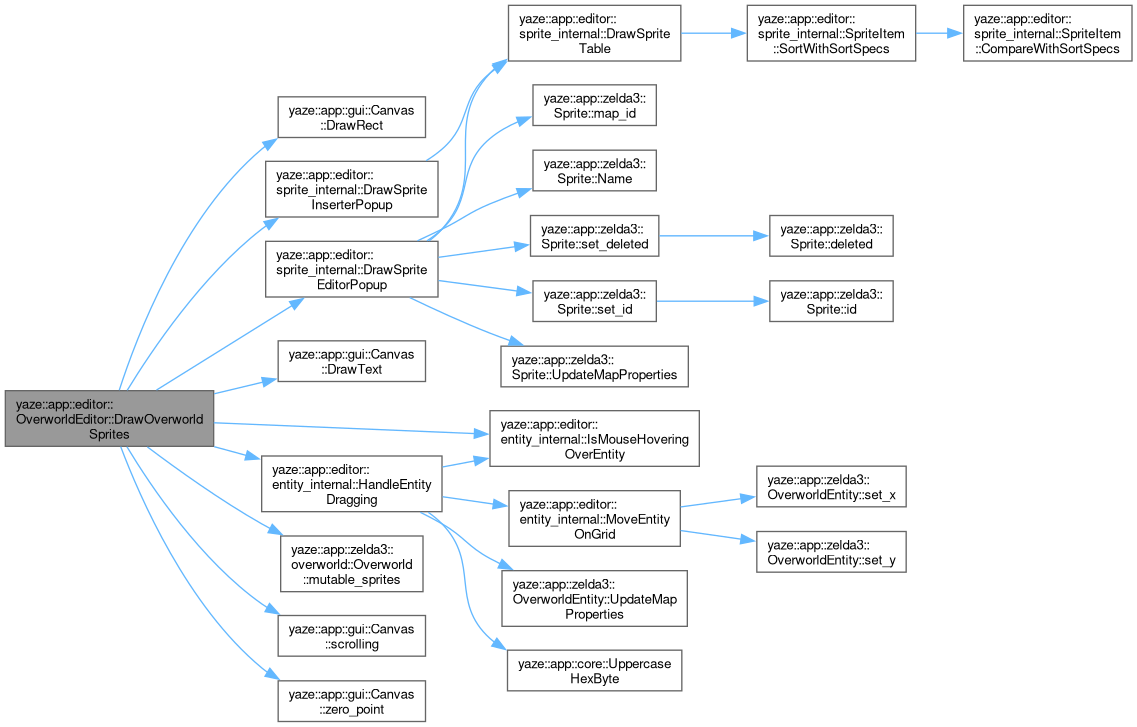 yaze::app::editor::
OverworldEditor::DrawOverworld
Sprites
yaze::app::gui::Canvas
::DrawRect
yaze::app::editor::
sprite_internal::DrawSprite
InserterPopup
yaze::app::editor::
sprite_internal::DrawSprite
EditorPopup
yaze::app::gui::Canvas
::DrawText
yaze::app::editor::
entity_internal::HandleEntity
Dragging
yaze::app::zelda3::
overworld::Overworld
::mutable_sprites
yaze::app::gui::Canvas
::scrolling
yaze::app::gui::Canvas
::zero_point
yaze::app::editor::
sprite_internal::DrawSprite
Table
yaze::app::zelda3::
Sprite::map_id
yaze::app::zelda3::
Sprite::Name
yaze::app::zelda3::
Sprite::set_deleted
yaze::app::zelda3::
Sprite::set_id
yaze::app::zelda3::
Sprite::UpdateMapProperties
yaze::app::editor::
entity_internal::IsMouseHovering
OverEntity
yaze::app::editor::
entity_internal::MoveEntity
OnGrid
yaze::app::zelda3::
OverworldEntity::UpdateMap
Properties
yaze::app::core::Uppercase
HexByte
yaze::app::editor::
sprite_internal::SpriteItem
::SortWithSortSpecs
yaze::app::zelda3::
Sprite::deleted
yaze::app::zelda3::
Sprite::id
yaze::app::zelda3::
OverworldEntity::set_x
yaze::app::zelda3::
OverworldEntity::set_y
yaze::app::editor::
sprite_internal::SpriteItem
::CompareWithSortSpecs